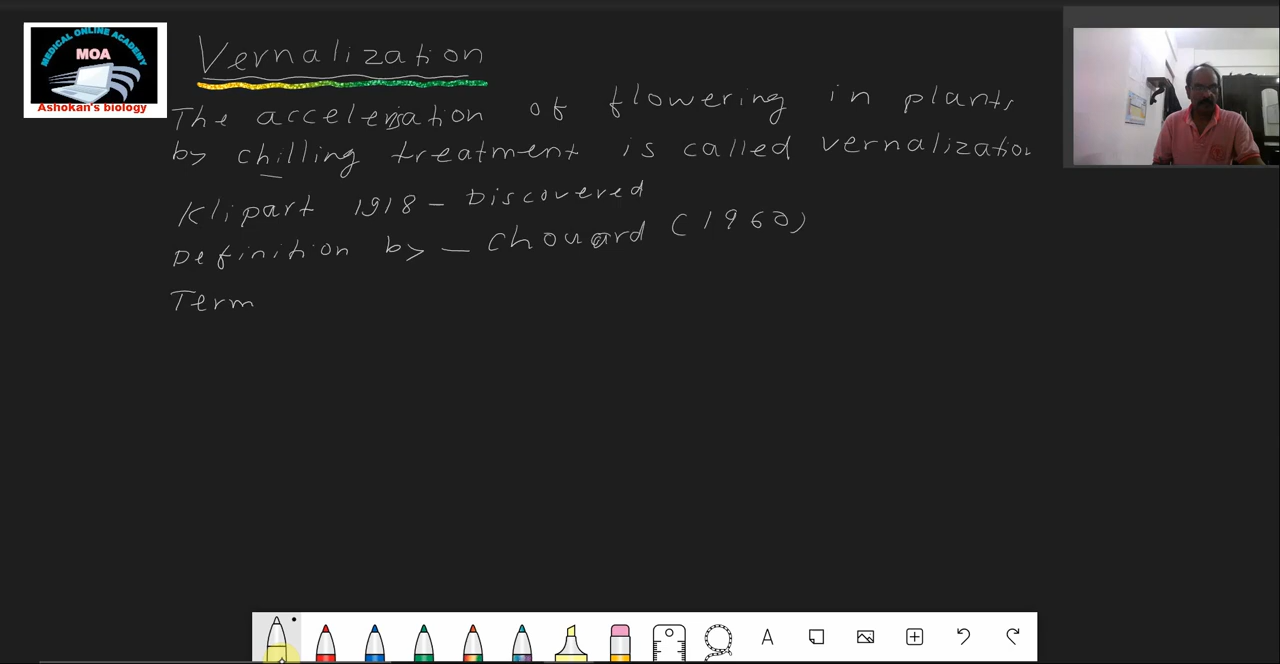 MEDICAL ONLINE ACADEMY
MOA
Ashokan's biology
Vernalization
The acceleration of flowering in plants
by chilling treatment is called vernalization
Klipart 1918 - Discovered
Definition by - Chouard (1960)
Term
A